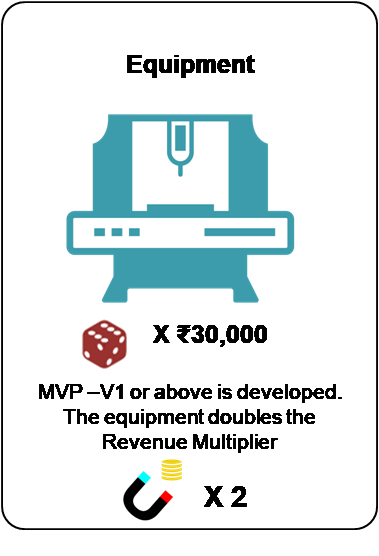 Equipment
X ₹30,000
MVP –V1 or above is developed.
The equipment doubles the
Revenue Multiplier
X 2